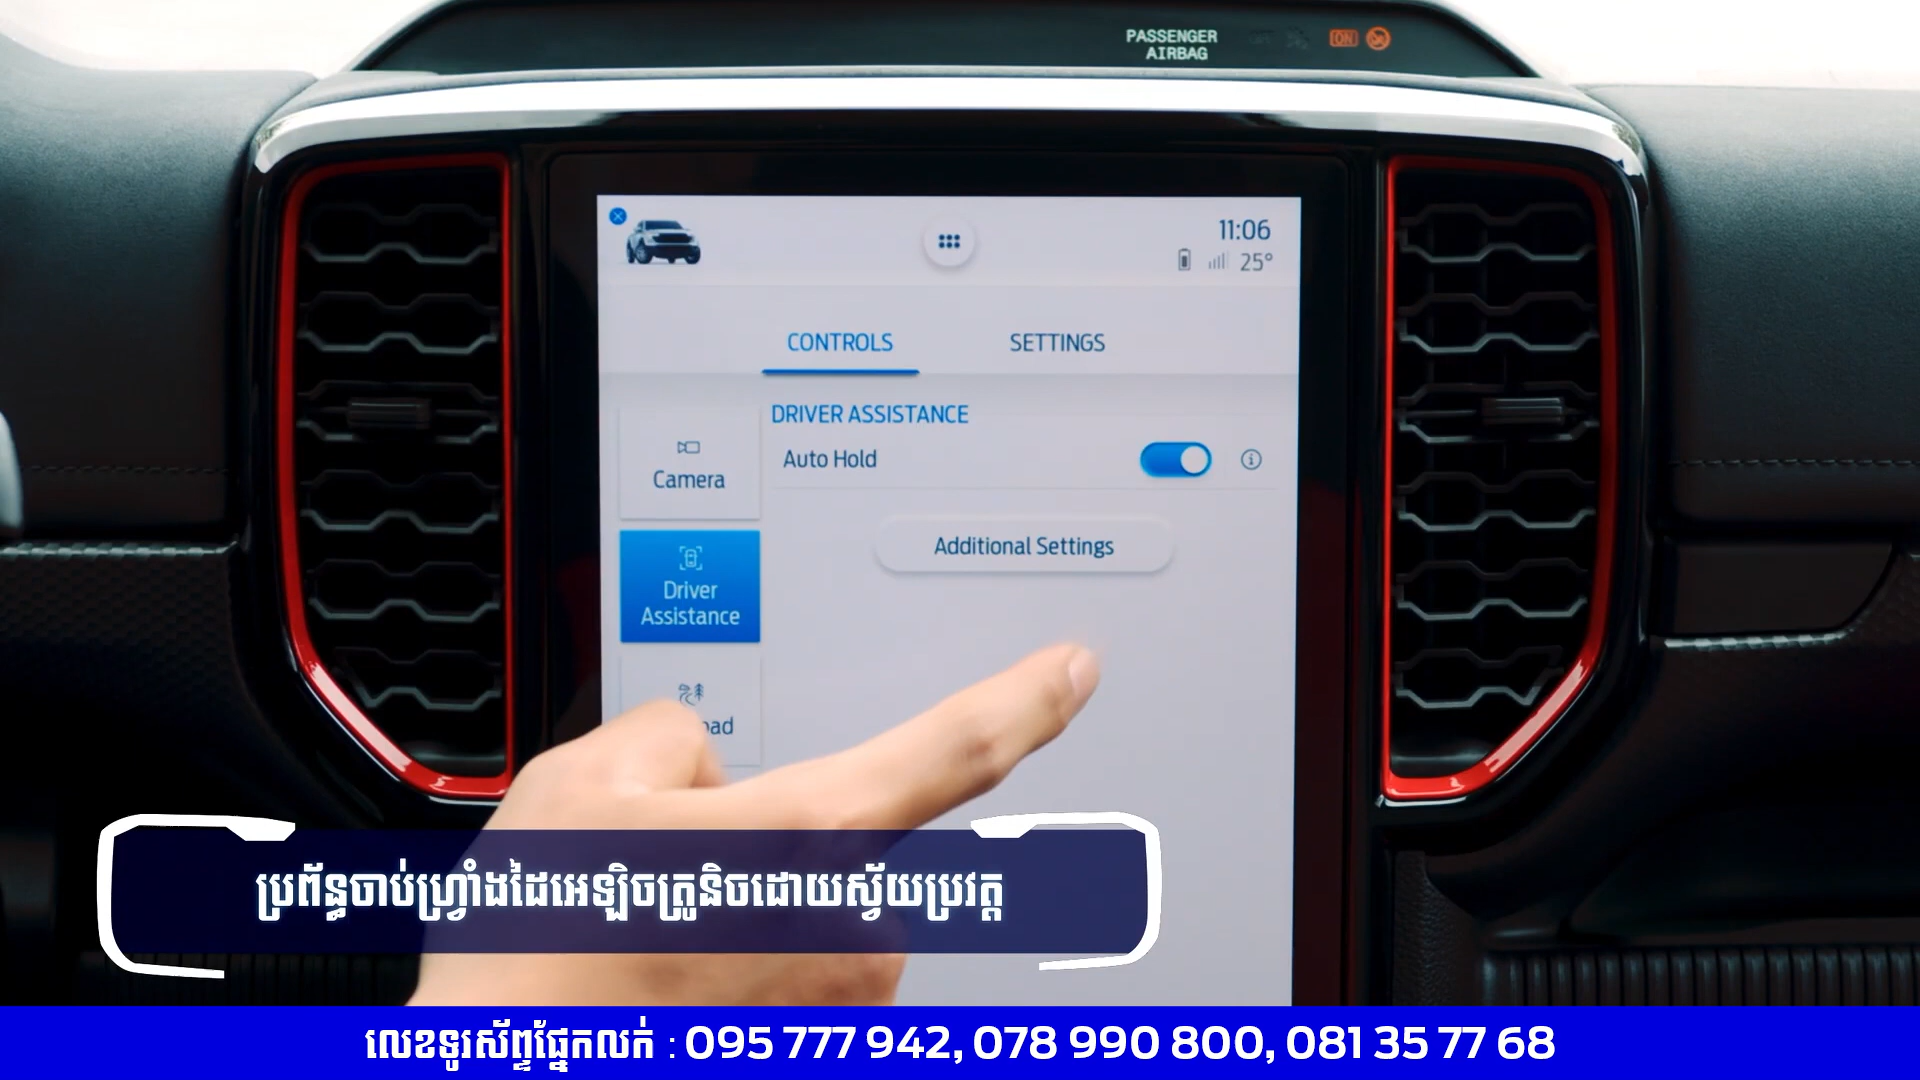 PASSENGER
AIRBAG
ON
11:06
25°
CONTROLS
SETTINGS
DRIVER ASSISTANCE
Auto Hold
Camera
Additional Settings
Driver
Assistance
ប្រព័ន្ធចាប់ហ្វ្រាំងដៃអេឡិចត្រូនិចដោយស្វ័យប្រវត្ត
លេខទូរស័ព្ទផ្នែកលក់ : 095 777 942, 078 990 800, 081 35 77 68